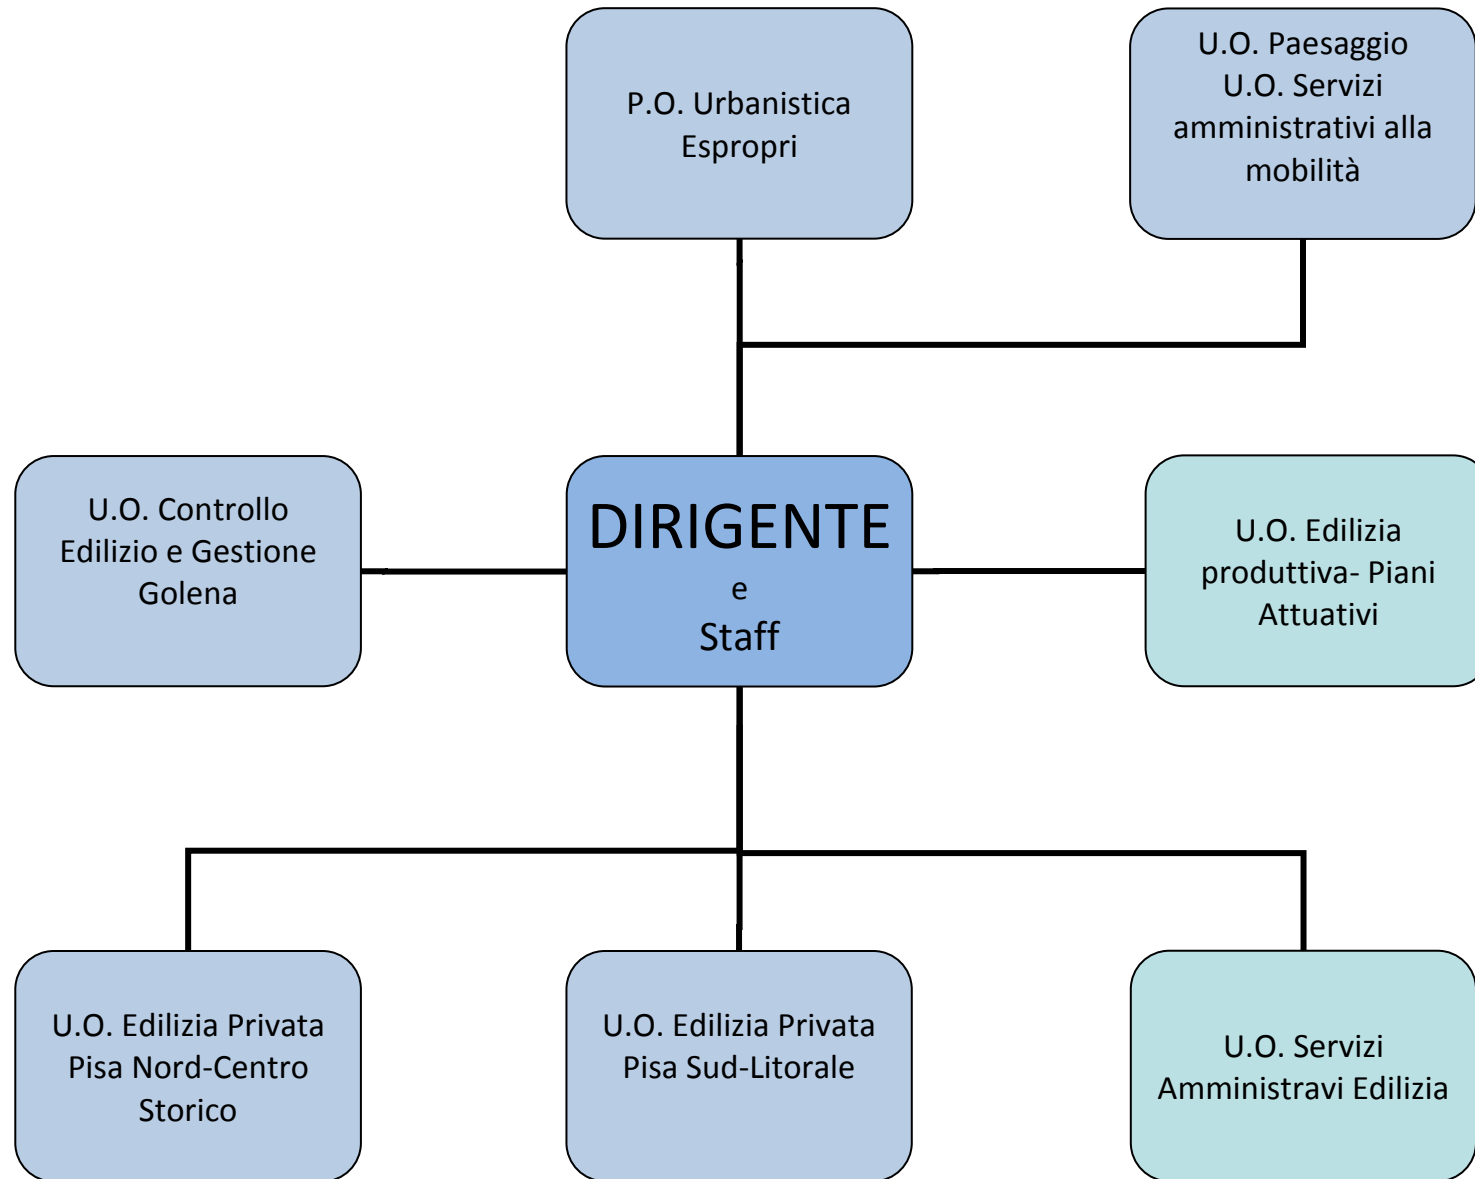 P.O. Urbanistica
Espropri
U.O. Paesaggio
U.O. Servizi
amministrativi alla
mobilità
U.O. Controllo
Edilizio e Gestione
Golena
DIRIGENTE
e
Staff
U.O. Edilizia
produttiva- Piani
Attuativi
U.O. Edilizia Privata
Pisa Nord-Centro
Storico
U.O. Edilizia Privata
Pisa Sud-Litorale
U.O. Servizi
Amministravi Edilizia